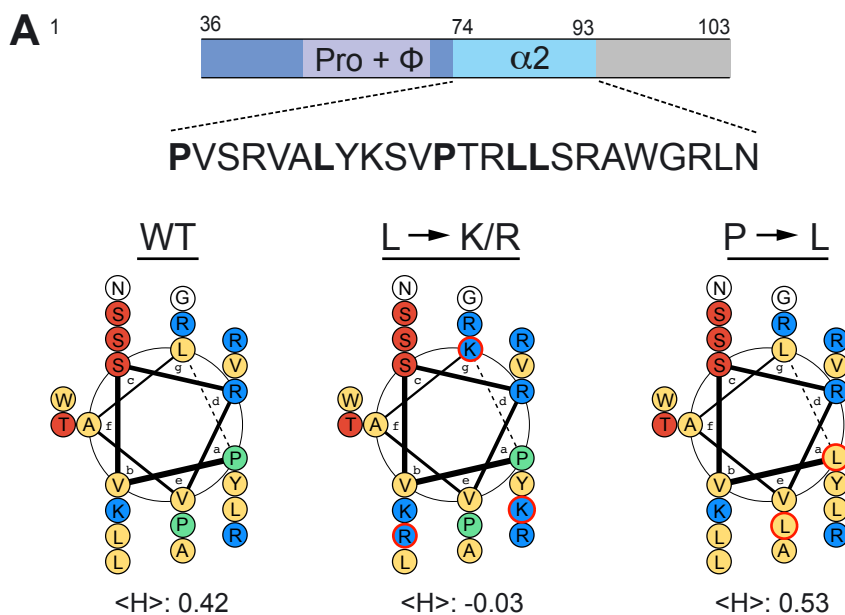 A
1 36 74 93 103
Pro + Φ α2
PVSRVALYKSVPTRLLSRAWGRLN
WT
N G
S R
S R
S L V
c g R
W d
T A f
b a P
V e V Y
K P L
L A R
L
<H>: 0.42
L → K/R
N G
S R
S R
S K V
c g R
W d
T A f
b a P
V e V Y
K P K
R A R
L
<H>: -0.03
P → L
N G
S R
S R
S L V
c g R
W d
T A f
b a L
V e V Y
K L L
L A R
L
<H>: 0.53